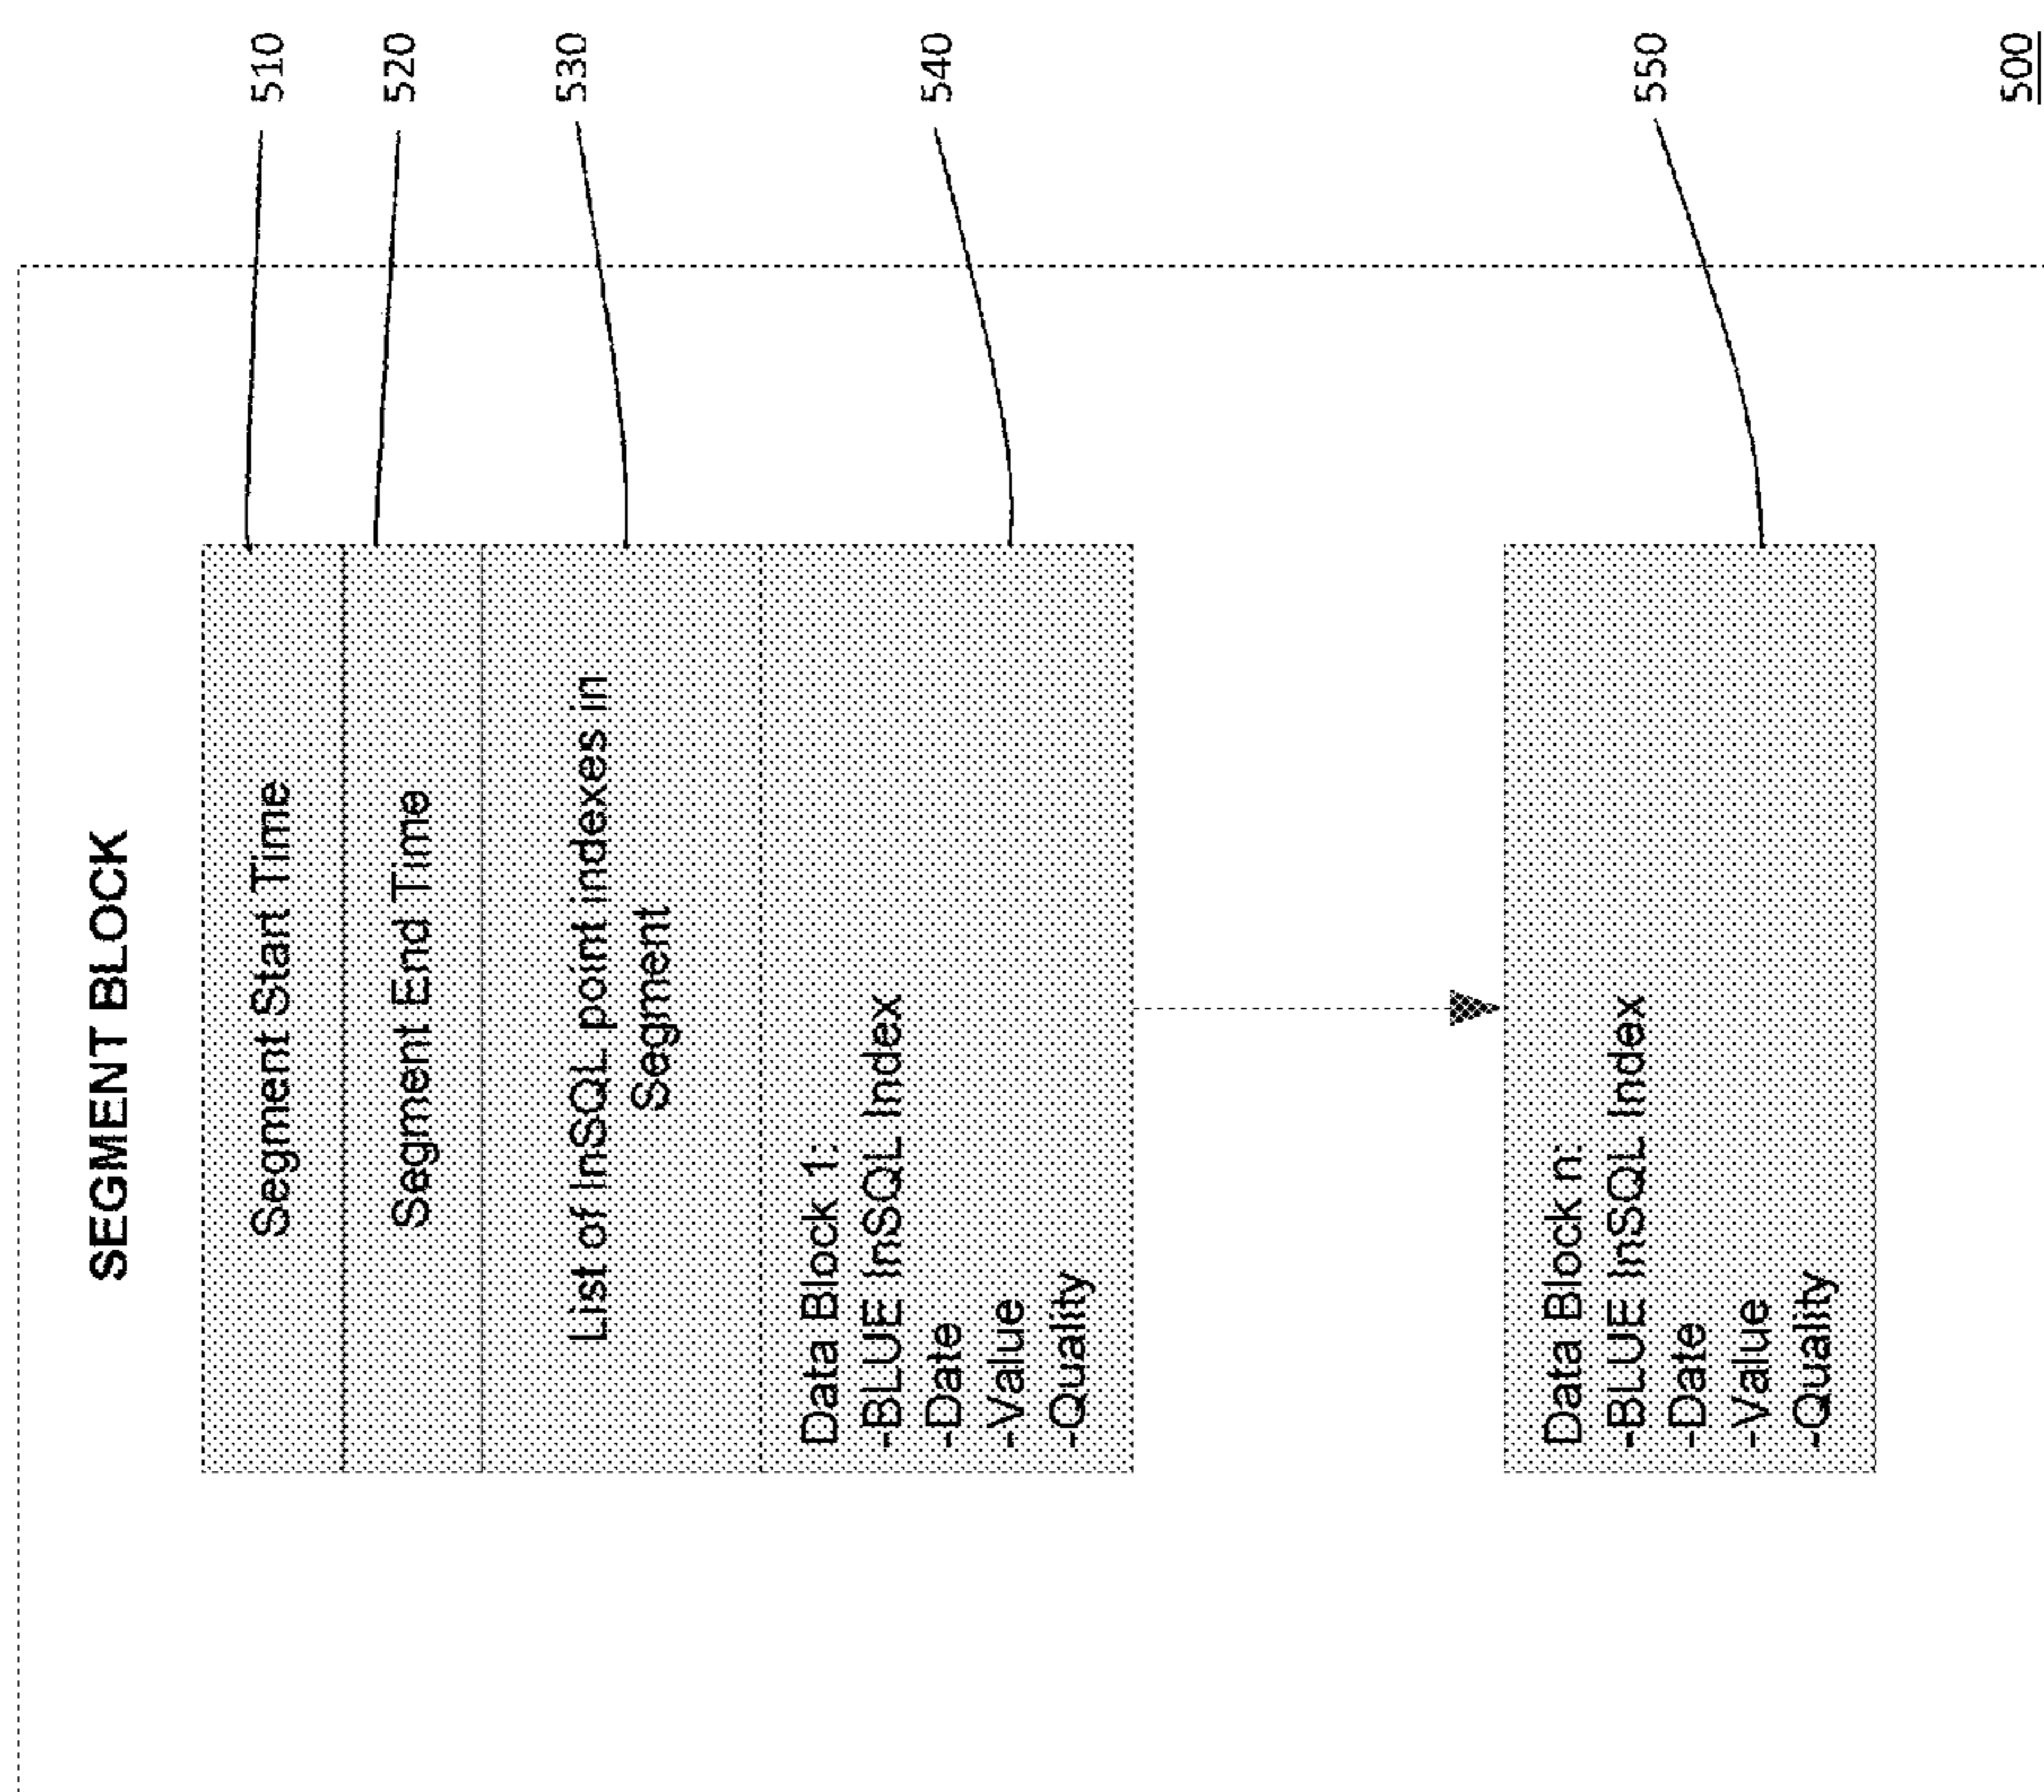 SEGMENT BLOCK
Segment Start Time
510
Segment End Time
520
List of InSQL point indexes in
Segment
530
Data Block 1:
-BLUE InSQL Index
-Date
-Value
-Quality
540
Data Block n:
-BLUE InSQL Index
-Date
-Value
-Quality
550
500